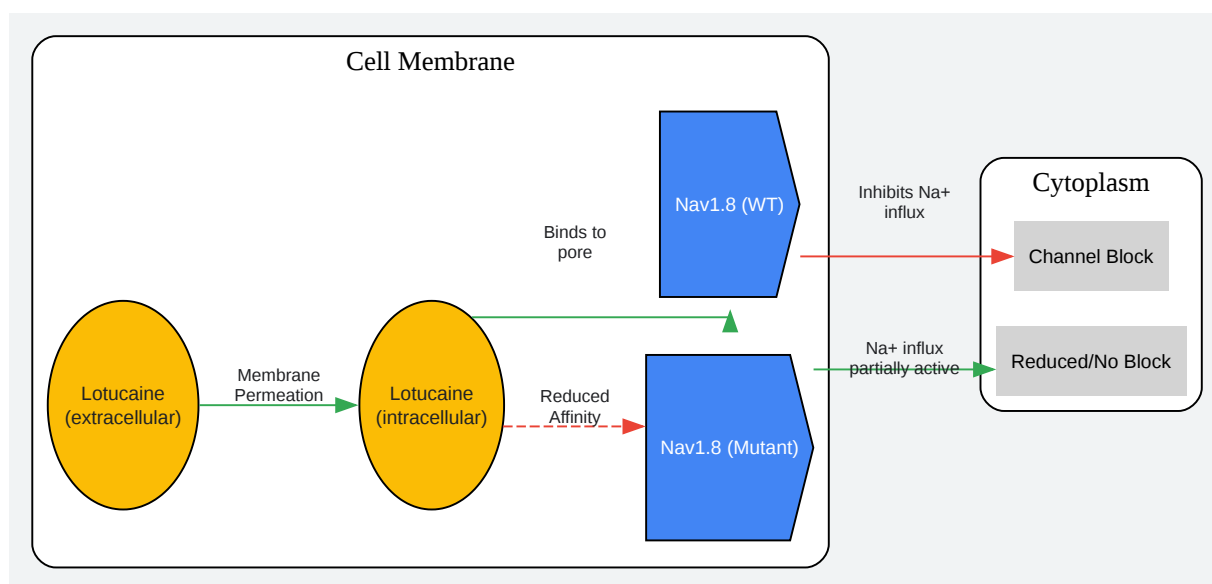 Cell Membrane
Nav1.8 (WT)
Inhibits Na+
influx
Cytoplasm
Channel Block
Binds to
pore
Lotucaine
(extracellular)
Membrane
Permeation
Lotucaine
(intracellular)
Reduced
Affinity
Nav1.8 (Mutant)
Na+ influx
partially active
Reduced/No Block